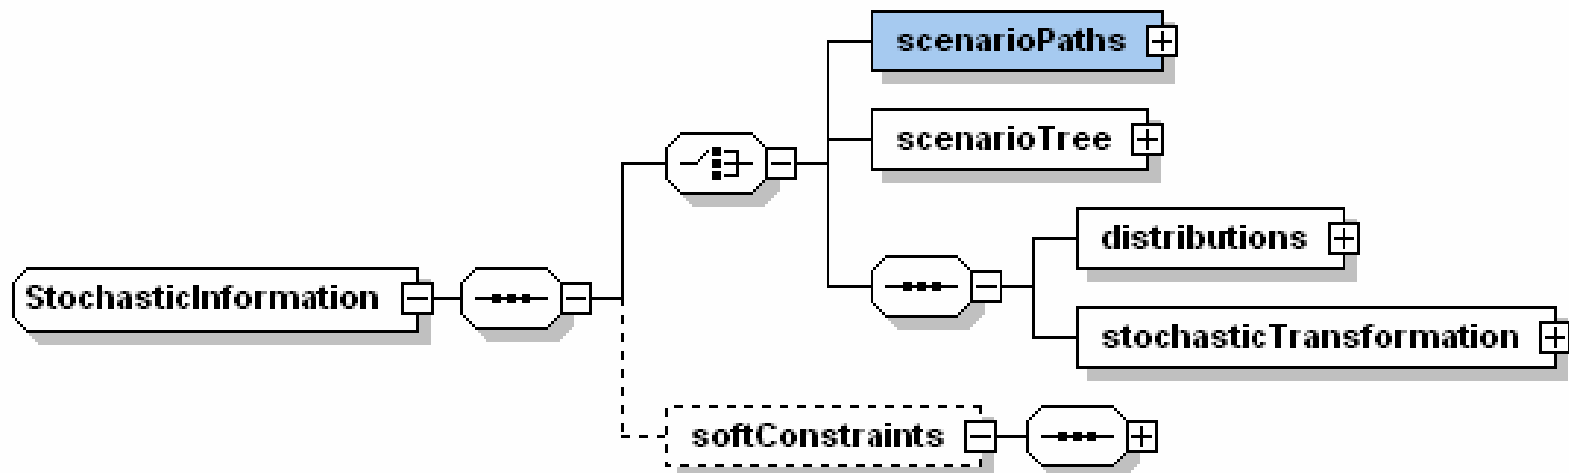 scenarioPaths
scenarioTree
distributions
StochasticInformation
stochasticTransformation
softConstraints